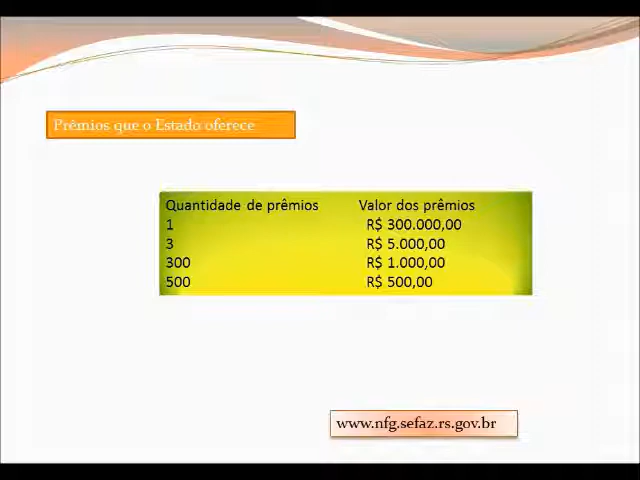 Prêmios que o Estado oferece
Quantidade de prêmios Valor dos prêmios
1 R$ 300.000,00
3 R$ 5.000,00
300 R$ 1.000,00
500 R$ 500,00
www.nfg.sefaz.rs.gov.br